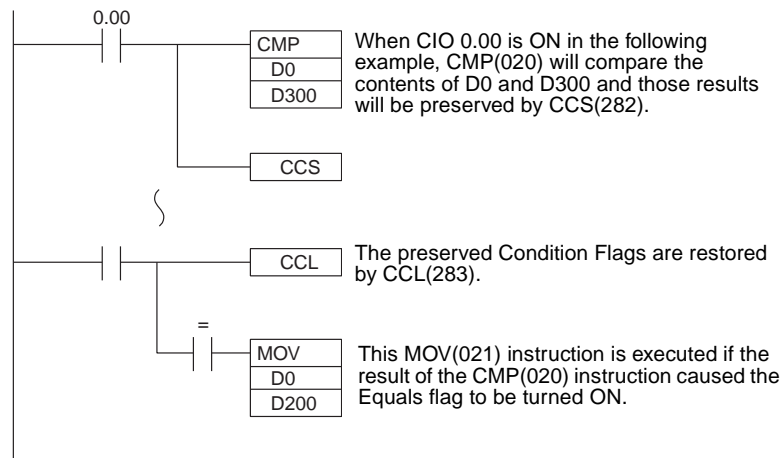 0.00
CMP
D0
D300
When CIO 0.00 is ON in the following
example, CMP(020) will compare the
contents of D0 and D300 and those results
will be preserved by CCS(282).
CCS
CCL
The preserved Condition Flags are restored
by CCL(283).
=
MOV
D0
D200
This MOV(021) instruction is executed if the
result of the CMP(020) instruction caused the
Equals flag to be turned ON.